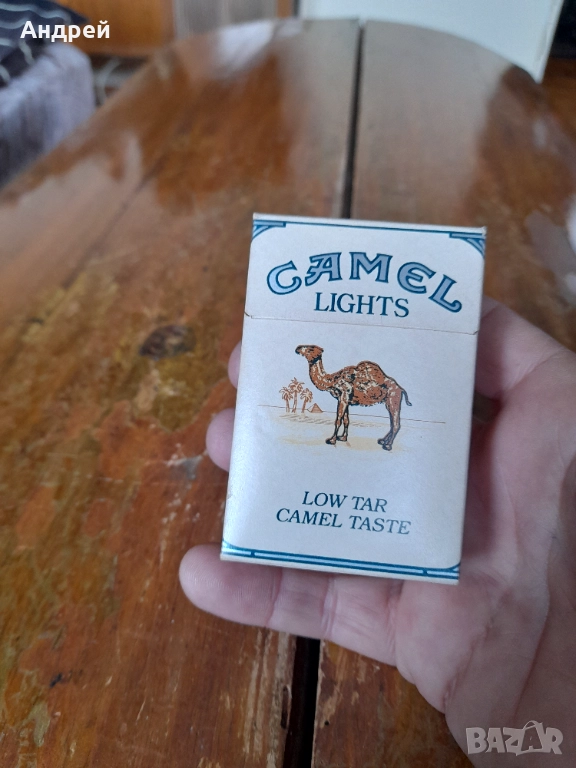 Андрей
CAMEL
LIGHTS
LOW TAR
CAMEL TASTE
BAZAR